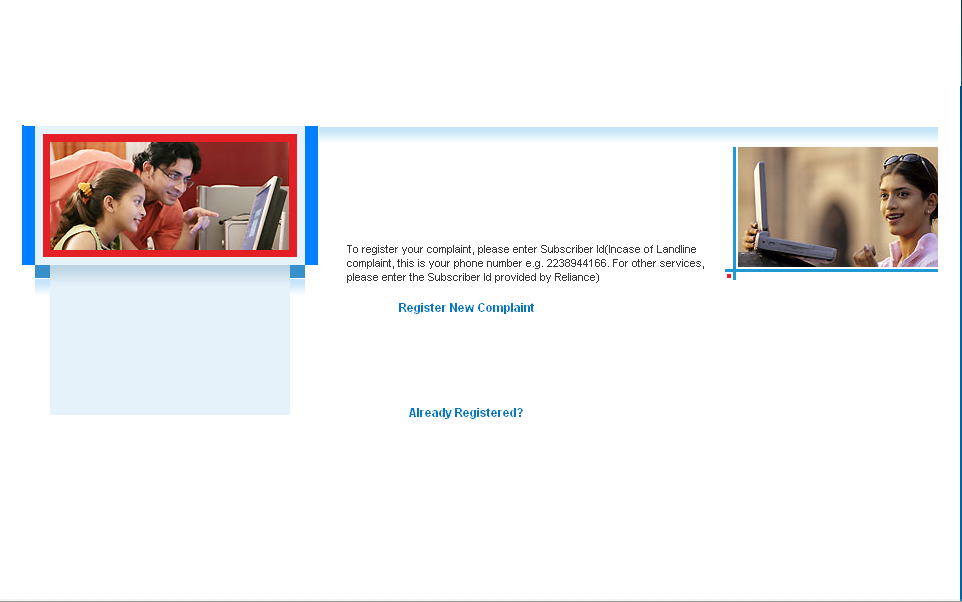 To register your complaint, please enter Subscriber Id(Incase of Landline
complaint, this is your phone number e.g. 2238944166. For other services,
please enter the Subscriber Id provided by Reliance)
Register New Complaint
Already Registered?